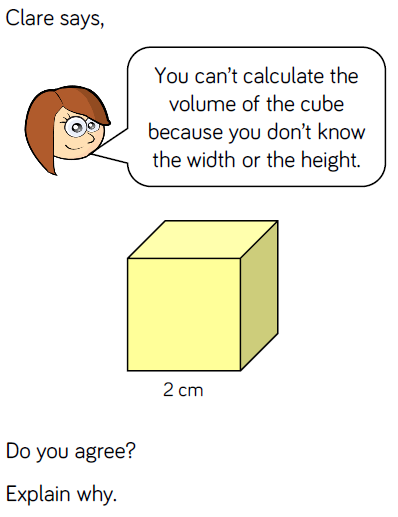 Clare says,
You can't calculate the
volume of the cube
because you don't know
the width or the height.
2 cm
Do you agree?
Explain why.